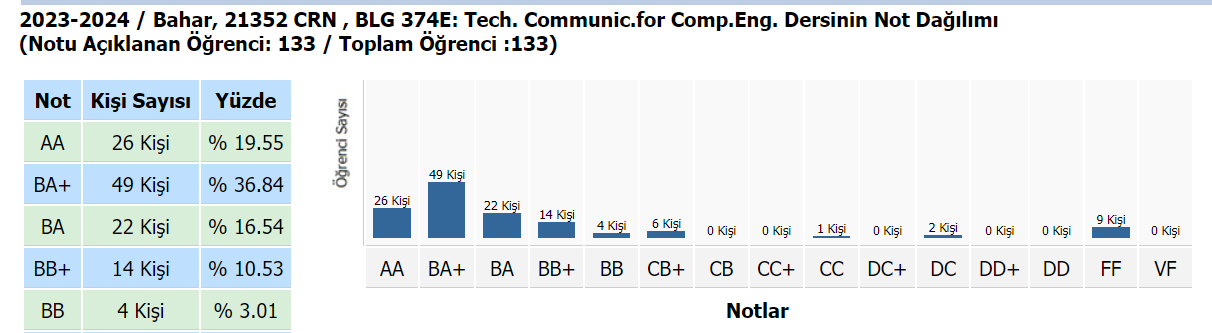 2023-2024 / Bahar, 21352 CRN , BLG 374E: Tech. Communic.for Comp.Eng. Dersinin Not Dağılımı
(Notu Açıklanan Öğrenci: 133 / Toplam Öğrenci :133)
Not Kişi Sayısı Yüzde
AA 26 Kişi % 19.55
BA+ 49 Kişi % 36.84
BA 22 Kişi % 16.54
BB+ 14 Kişi % 10.53
BB 4 Kişi % 3.01
Öğrenci Sayısı
26 Kişi 49 Kişi 22 Kişi 14 Kişi 4 Kişi 6 Kişi 0 Kişi 0 Kişi 1 Kişi 0 Kişi 2 Kişi 0 Kişi 0 Kişi 9 Kişi 0 Kişi
AA BA+ BA BB+ BB CB+ CB CC+ CC DC+ DC DD+ DD FF VF
Notlar